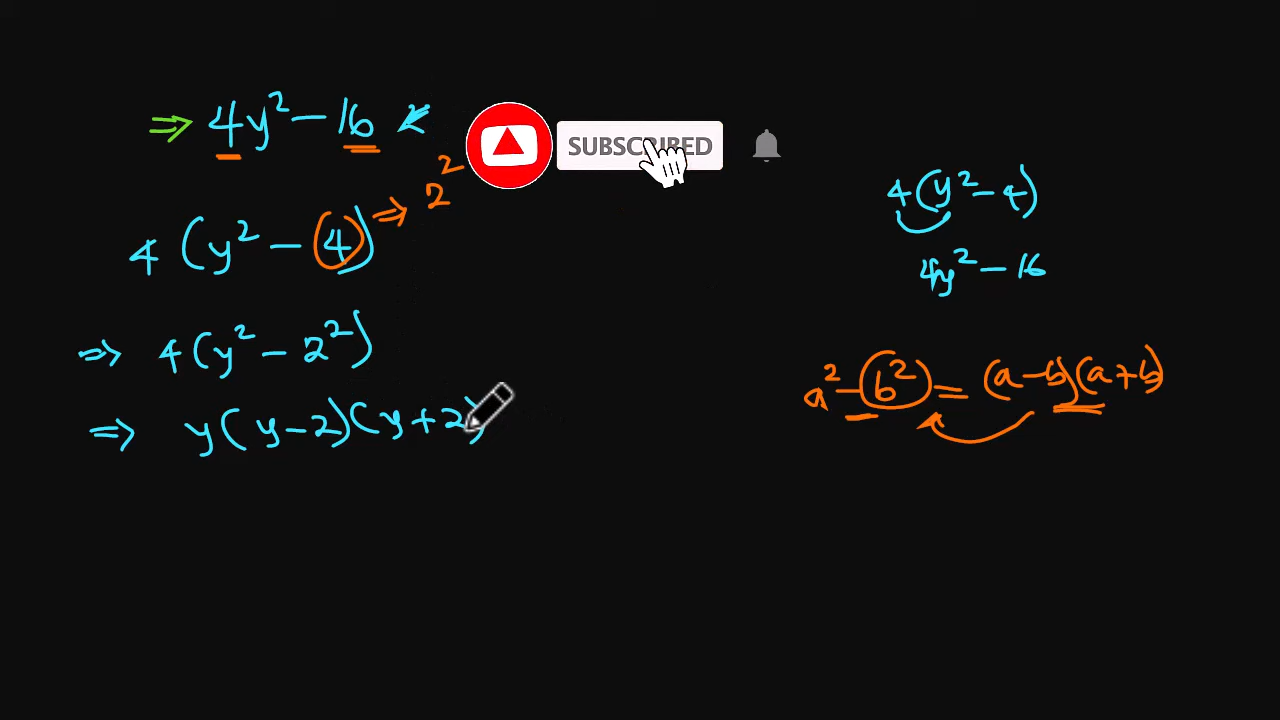 ⇒ 4y² − 16
SUBSCRIBED
4(y² − 4) ⇒ 2²
⇒ 4(y² − 2²)
⇒ y(y−2)(y+2)
4(y² − 4)
4y² − 16
a² − b² = (a−b)(a+b)